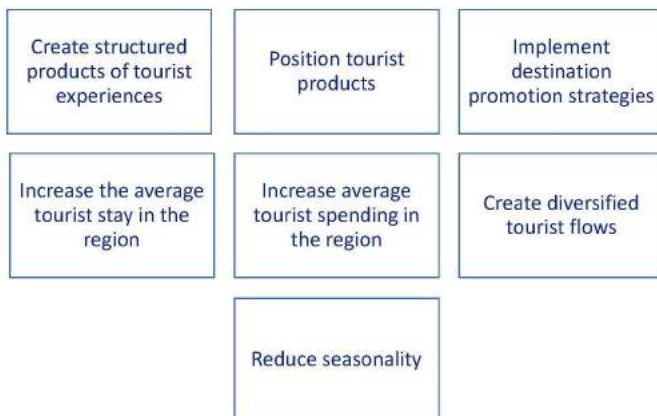 Create structured
products of tourist
experiences
Position tourist
products
Implement
destination
promotion strategies
Increase the average
tourist stay in the
region
Increase average
tourist spending in
the region
Create diversified
tourist flows
Reduce seasonality